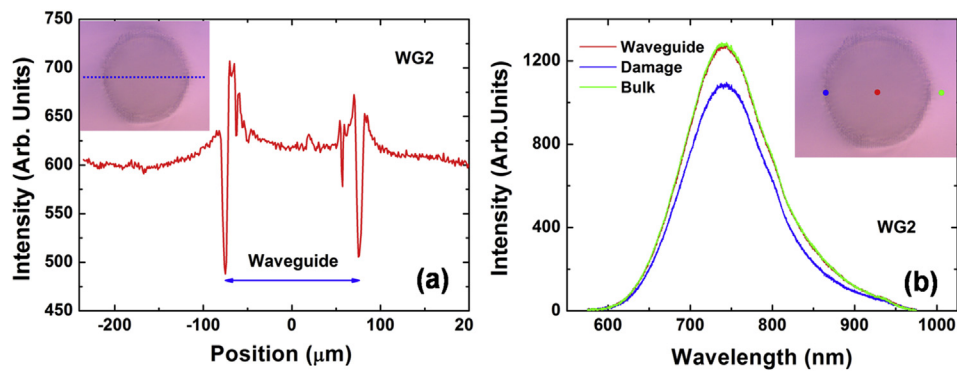 750
700
650
600
550
500
450
Intensity (Arb. Units)
WG2
Waveguide
(a)
-200
-100
0
100
20
Position (μm)
1200
800
400
0
Intensity (Arb.Units)
Waveguide
Damage
Bulk
WG2
(b)
600
700
800
900
1000
Wavelength (nm)